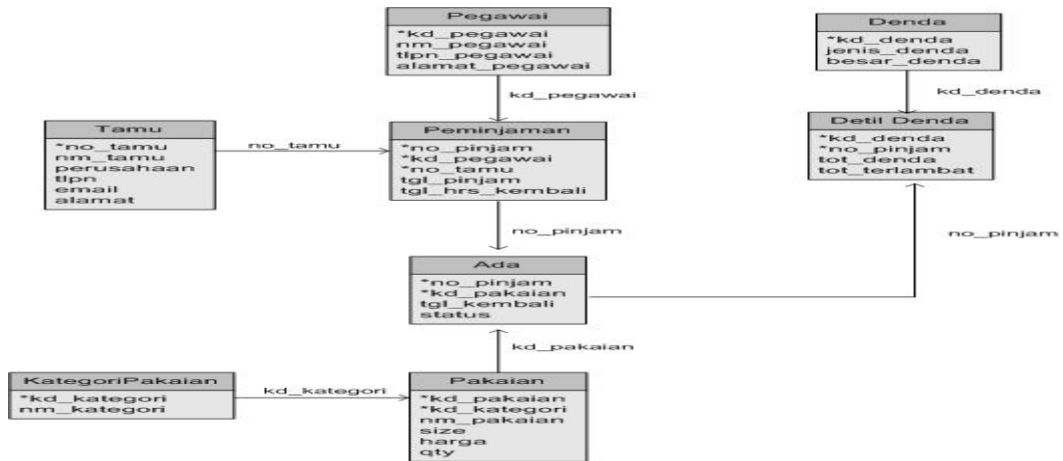 Pegawai
*kd_pegawai
nm_pegawai
tlpn_pegawai
alamat_pegawai
kd_pegawai
Denda
*kd_denda
jenis_denda
besar_denda
kd_denda
Tamu
*no_tamu
nm_tamu
perusahaan
tlpn
email
alamat
no_tamu
Peminjaman
*no_pinjam
*kd_pegawai
*no_tamu
tgl_pinjam
tgl_hrs_kembali
no_pinjam
Detil Denda
*kd_denda
*no_pinjam
tot_denda
tot_terlambat
no_pinjam
Ada
*no_pinjam
*kd_pakaian
tgl_kembali
status
kd_pakaian
KategoriPakaian
*kd_kategori
nm_kategori
kd_kategori
Pakaian
*kd_pakaian
*kd_kategori
nm_pakaian
size
harga
qty